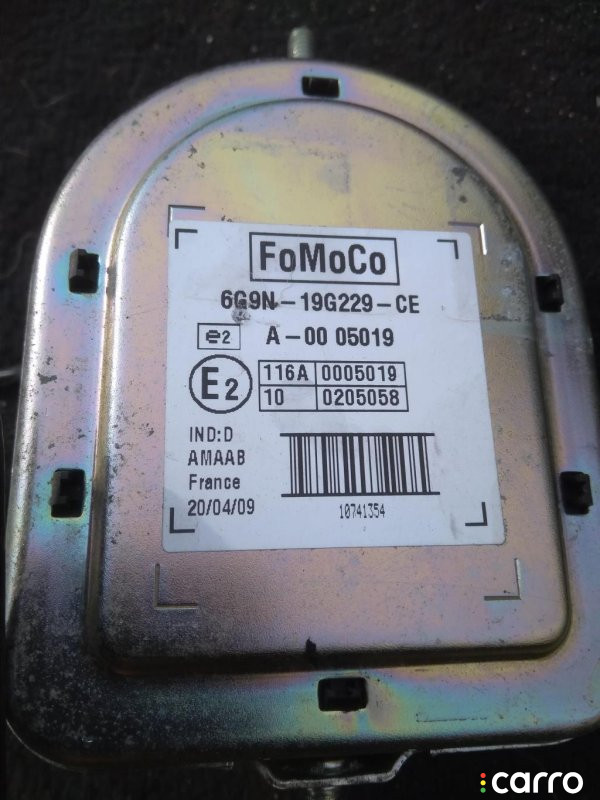 FoMoCo
6G9N-19G229-CE
e2 A-00 05019
E2 116A 0005019
10 0205058
IND:D
AMAAB
France
20/04/09
10741354
carro